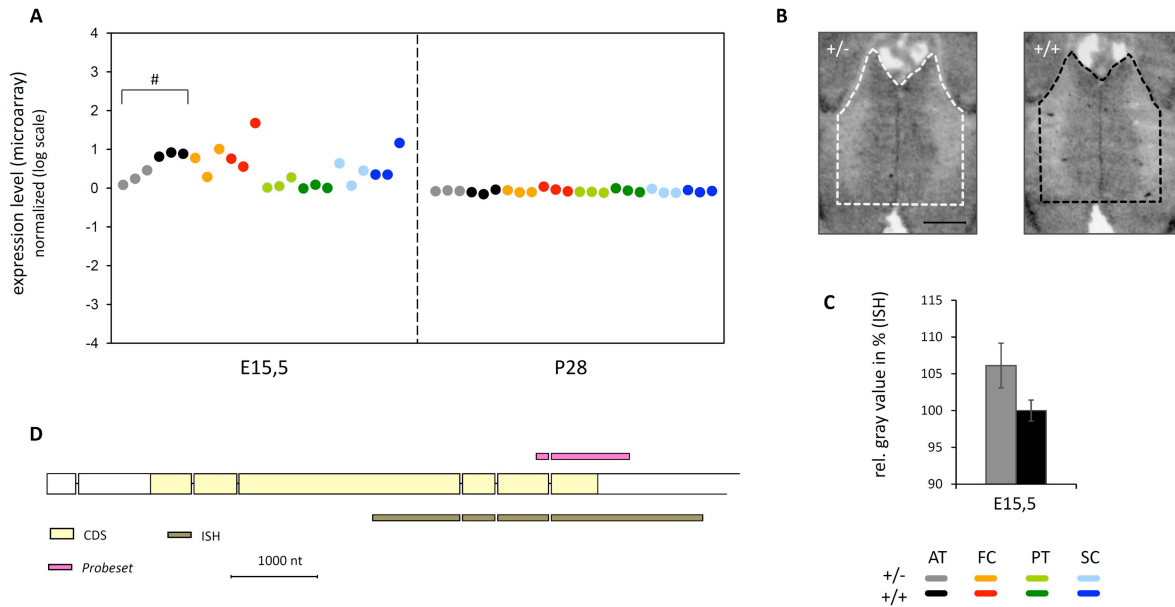 A
expression level (microarray)
normalized (log scale)
4
3
2
1
0
-1
-2
-3
-4
#
E15,5
P28
B
+/-
+/+
C
rel. gray value in % (ISH)
115
110
105
100
95
90
E15,5
D
CDS
ISH
Probeset
1000 nt
AT FC PT SC
+/-
+/+